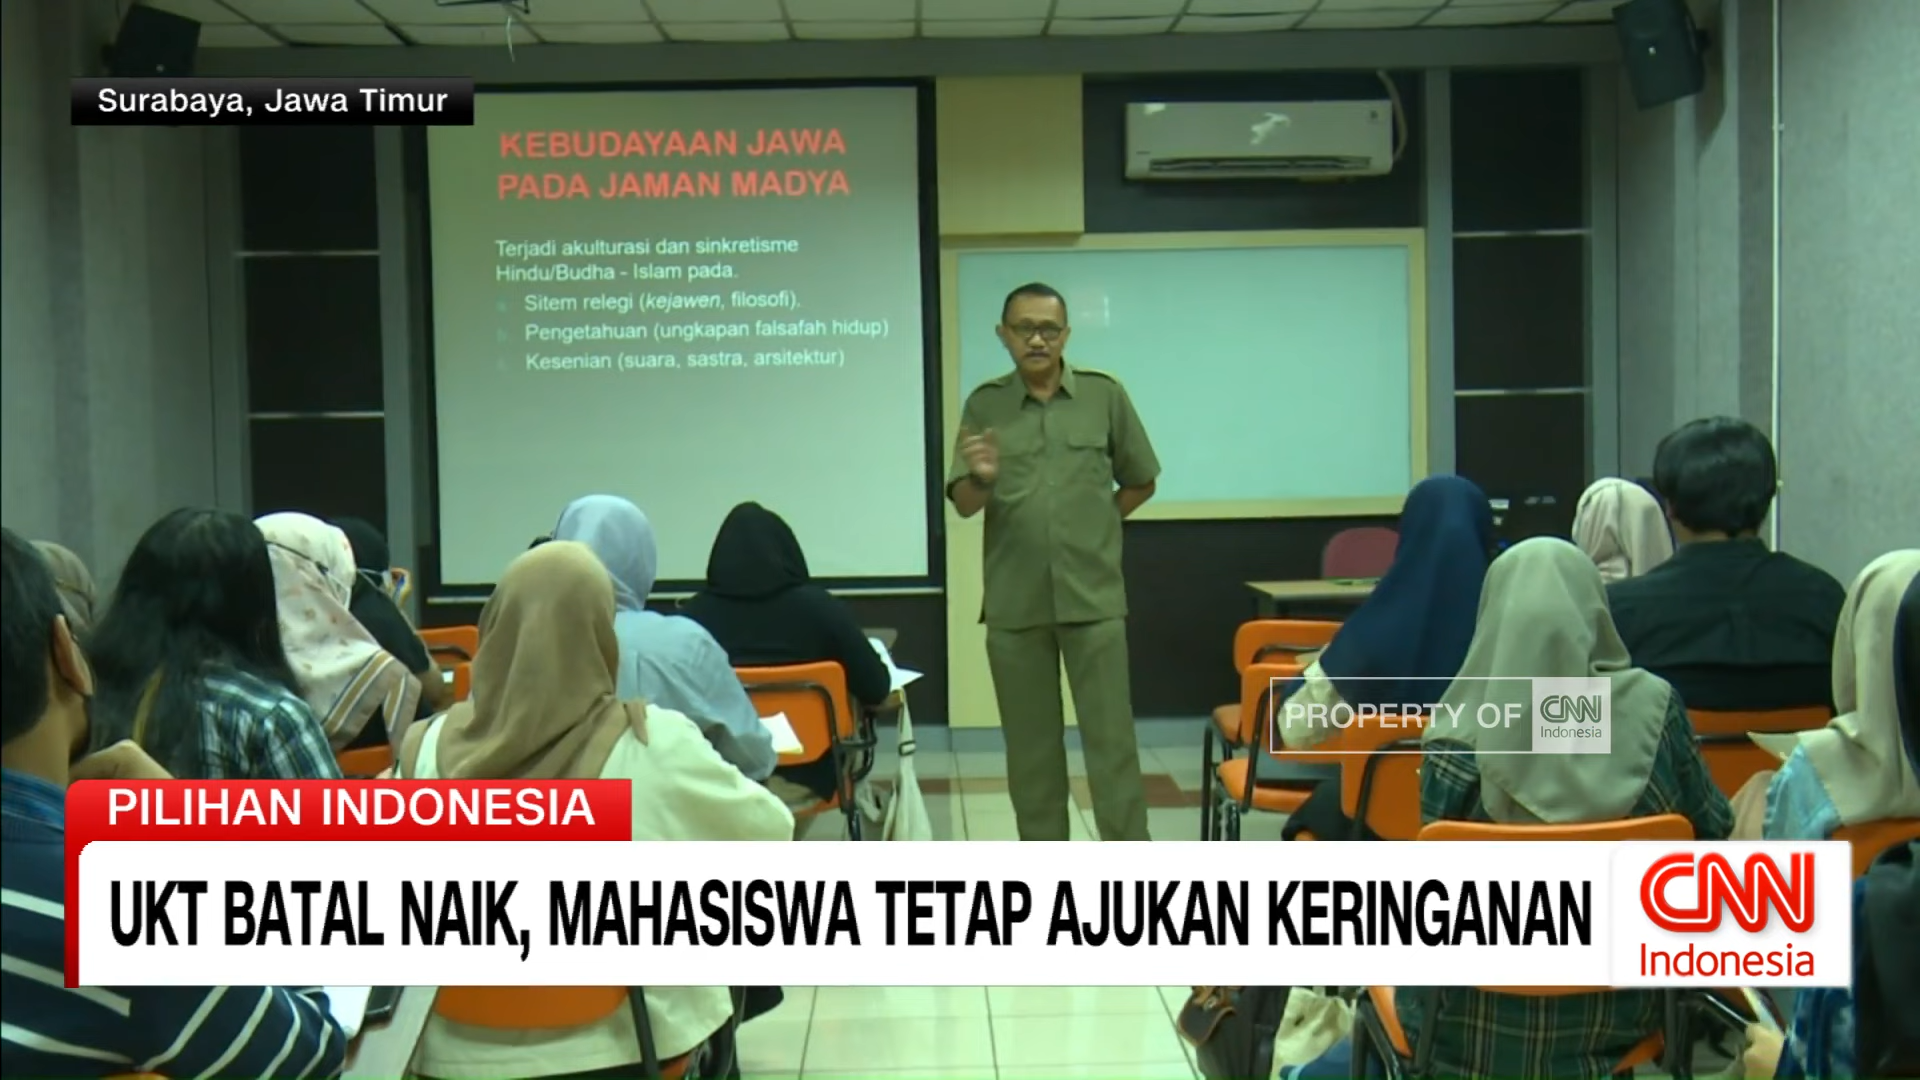 Surabaya, Jawa Timur
KEBUDAYAAN JAWA
PADA JAMAN MADYA
Terjadi akulturasi dan sinkretisme
Hindu/Budha - Islam pada.
Sitem relegi (kejawen, filosofi).
Pengetahuan (ungkapan falsafah hidup)
Kesenian (suara, sastra, arsitektur)
PROPERTY OF CNN
Indonesia
PILIHAN INDONESIA
UKT BATAL NAIK, MAHASISWA TETAP AJUKAN KERINGANAN
CNN
Indonesia